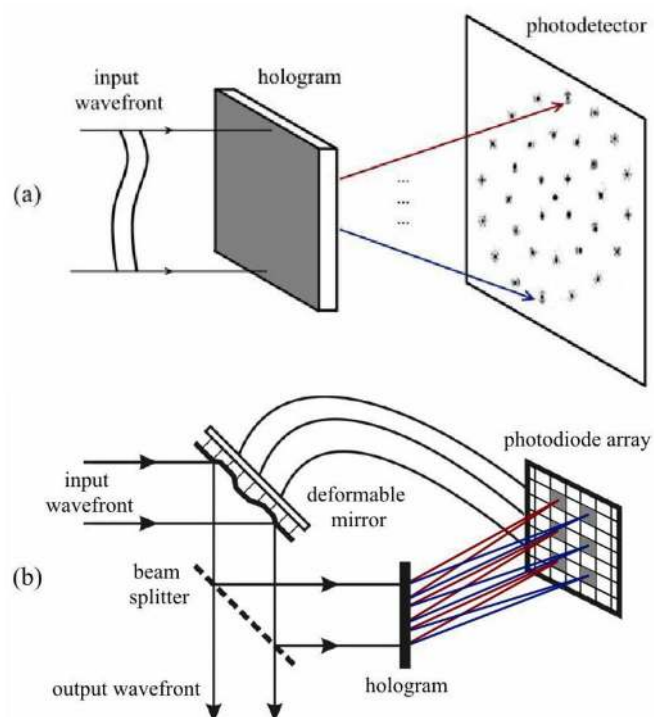 photodetector
input
wavefront
hologram
(a)
...
...
...
photodiode array
input
wavefront
deformable
mirror
(b)
beam
splitter
output wavefront
hologram